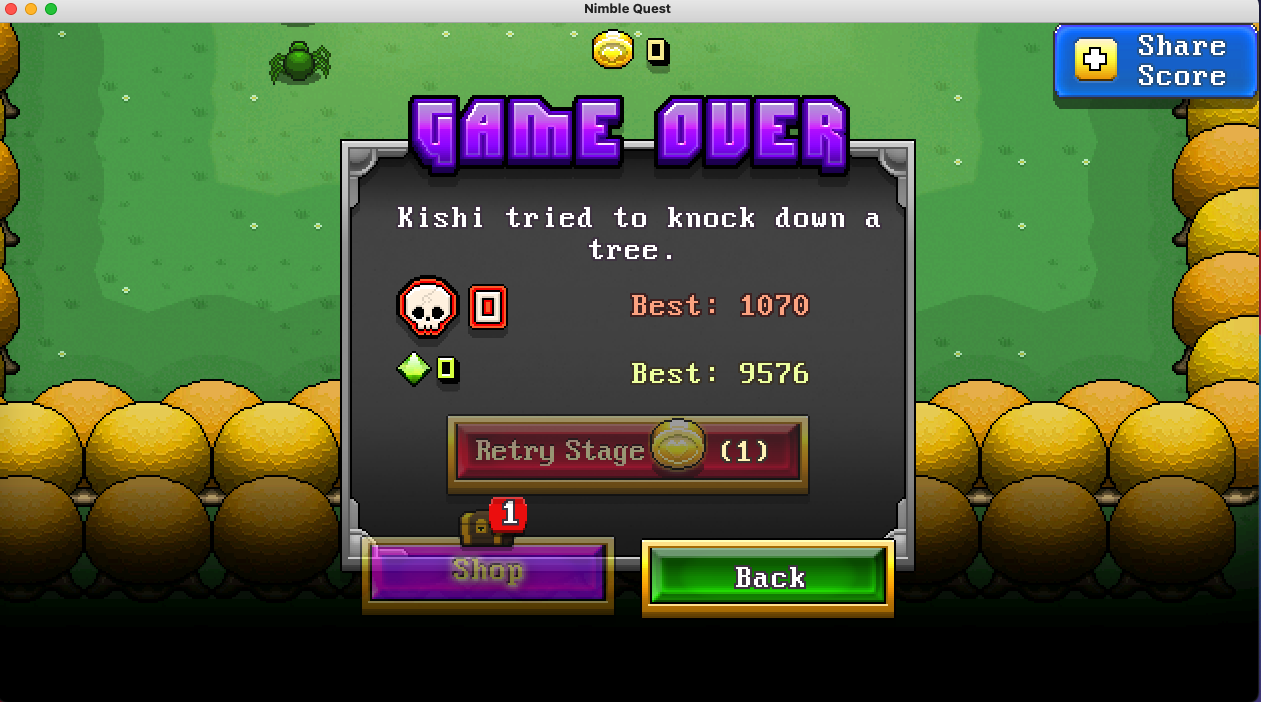 Nimble Quest
0
Share
Score
GAME OVER
Kishi tried to knock down a
tree.
0 Best: 1070
0 Best: 9576
Retry Stage (1)
1
Shop
Back